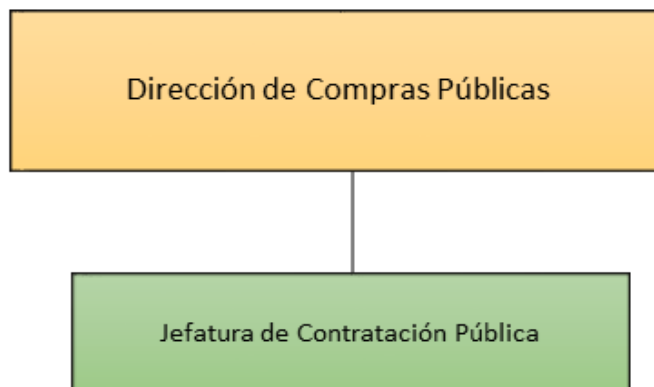 Dirección de Compras Públicas
Jefatura de Contratación Pública